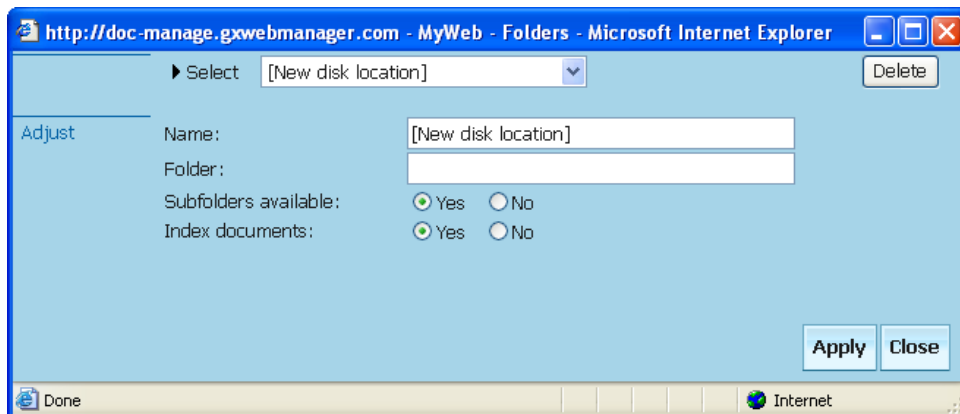 http://doc-manage.gxwebmanager.com - MyWeb - Folders - Microsoft Internet Explorer
Select [New disk location] Delete
Adjust
Name: [New disk location]
Folder:
Subfolders available: Yes No
Index documents: Yes No
Apply Close
Done Internet